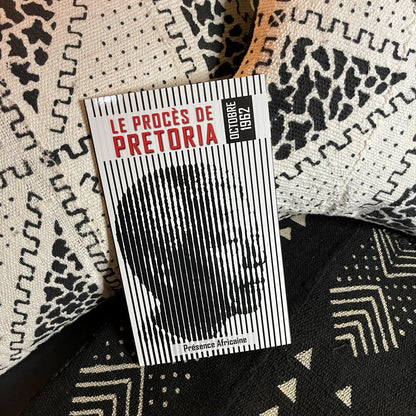 LE PROCÈS DE
PRETORIA
OCTOBRE
1962
Présence Africaine